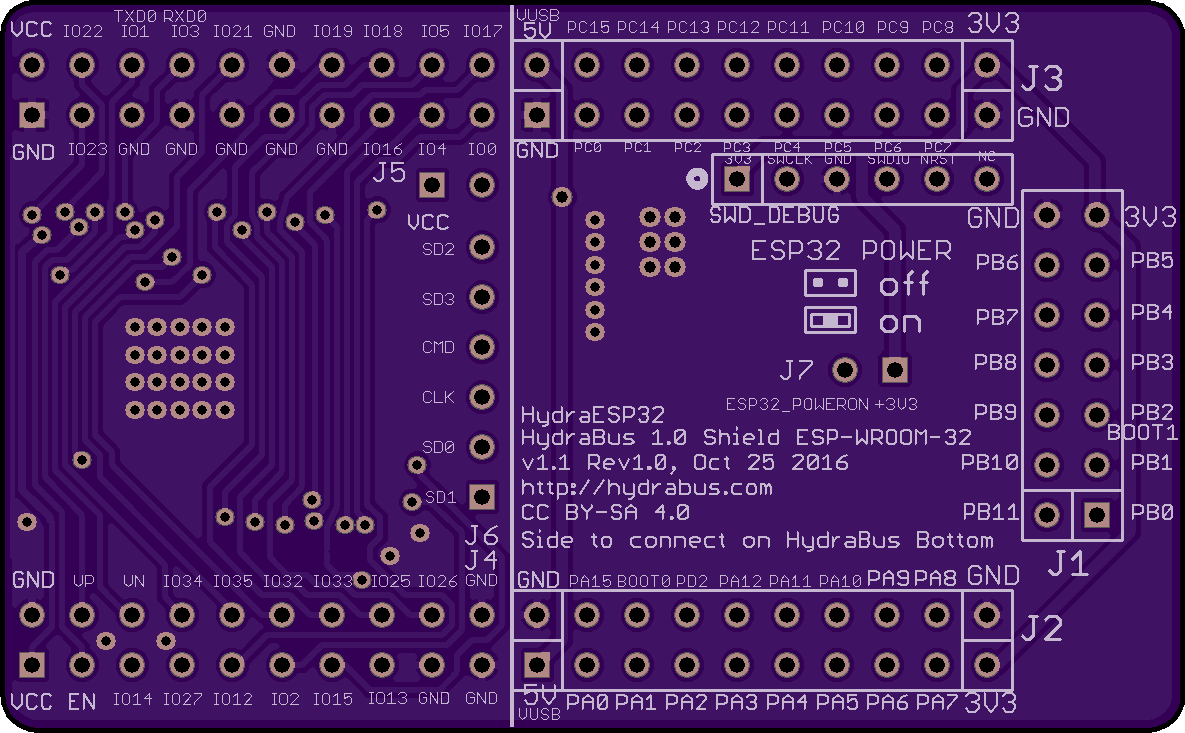 TXD0 RXD0
VCC IO22 IO1 IO3 IO21 GND IO19 IO18 IO5 IO17
VUSB
5V PC15 PC14 PC13 PC12 PC11 PC10 PC9 PC8 3V3
J3
GND
GND IO23 GND GND GND GND GND IO16 IO4 IO0
GND PC0 PC1 PC2 PC3 PC4 PC5 PC6 PC7
3V3 SWCLK GND SWDIO NRST NC
J5
VCC
SWD_DEBUG
GND 3V3
SD2
ESP32 POWER
PB6 PB5
off
SD3
on
PB7 PB4
CMD
J7
PB8 PB3
CLK
ESP32_POWERON +3V3
PB9 PB2
BOOT1
HydraESP32
HydraBus 1.0 Shield ESP-WROOM-32
SD0
v1.1 Rev1.0, Oct 25 2016
PB10 PB1
http://hydrabus.com
SD1
CC BY-SA 4.0
PB11 PB0
Side to connect on HydraBus Bottom
J6
J4
J1
GND VP VN IO34 IO35 IO32 IO33 IO25 IO26 GND
GND PA15 BOOT0 PD2 PA12 PA11 PA10 PA9 PA8 GND
J2
VCC EN IO14 IO27 IO12 IO2 IO15 IO13 GND GND
5V PA0 PA1 PA2 PA3 PA4 PA5 PA6 PA7 3V3
VUSB